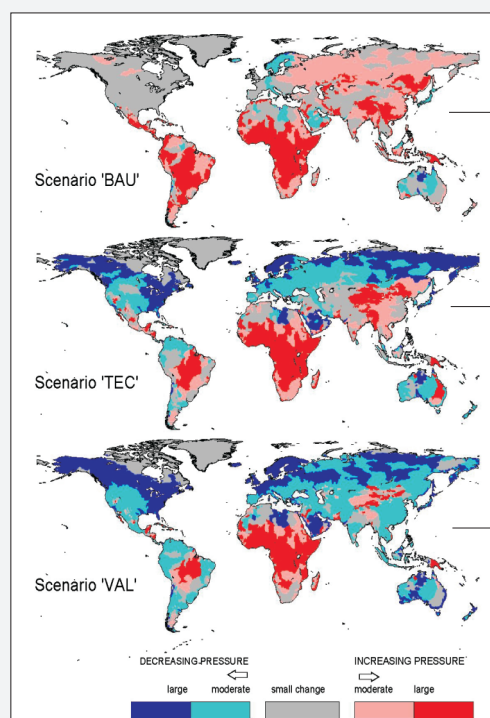 Scenario 'BAU'
Scenario 'TEC'
Scenario 'VAL'
DECREASING PRESSURE
INCREASING PRESSURE
large moderate small change moderate large